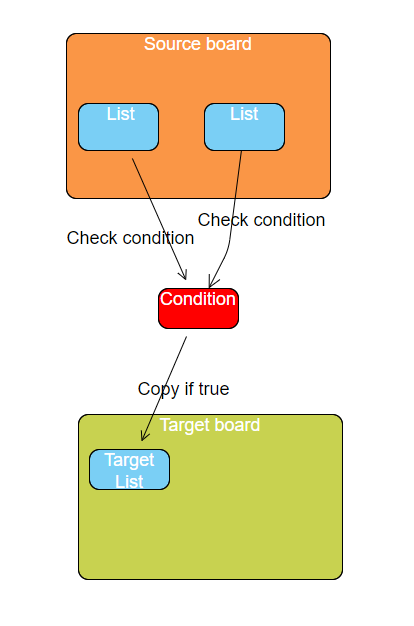 Source board
List
List
Check condition
Check condition
Condition
Copy if true
Target board
Target
List